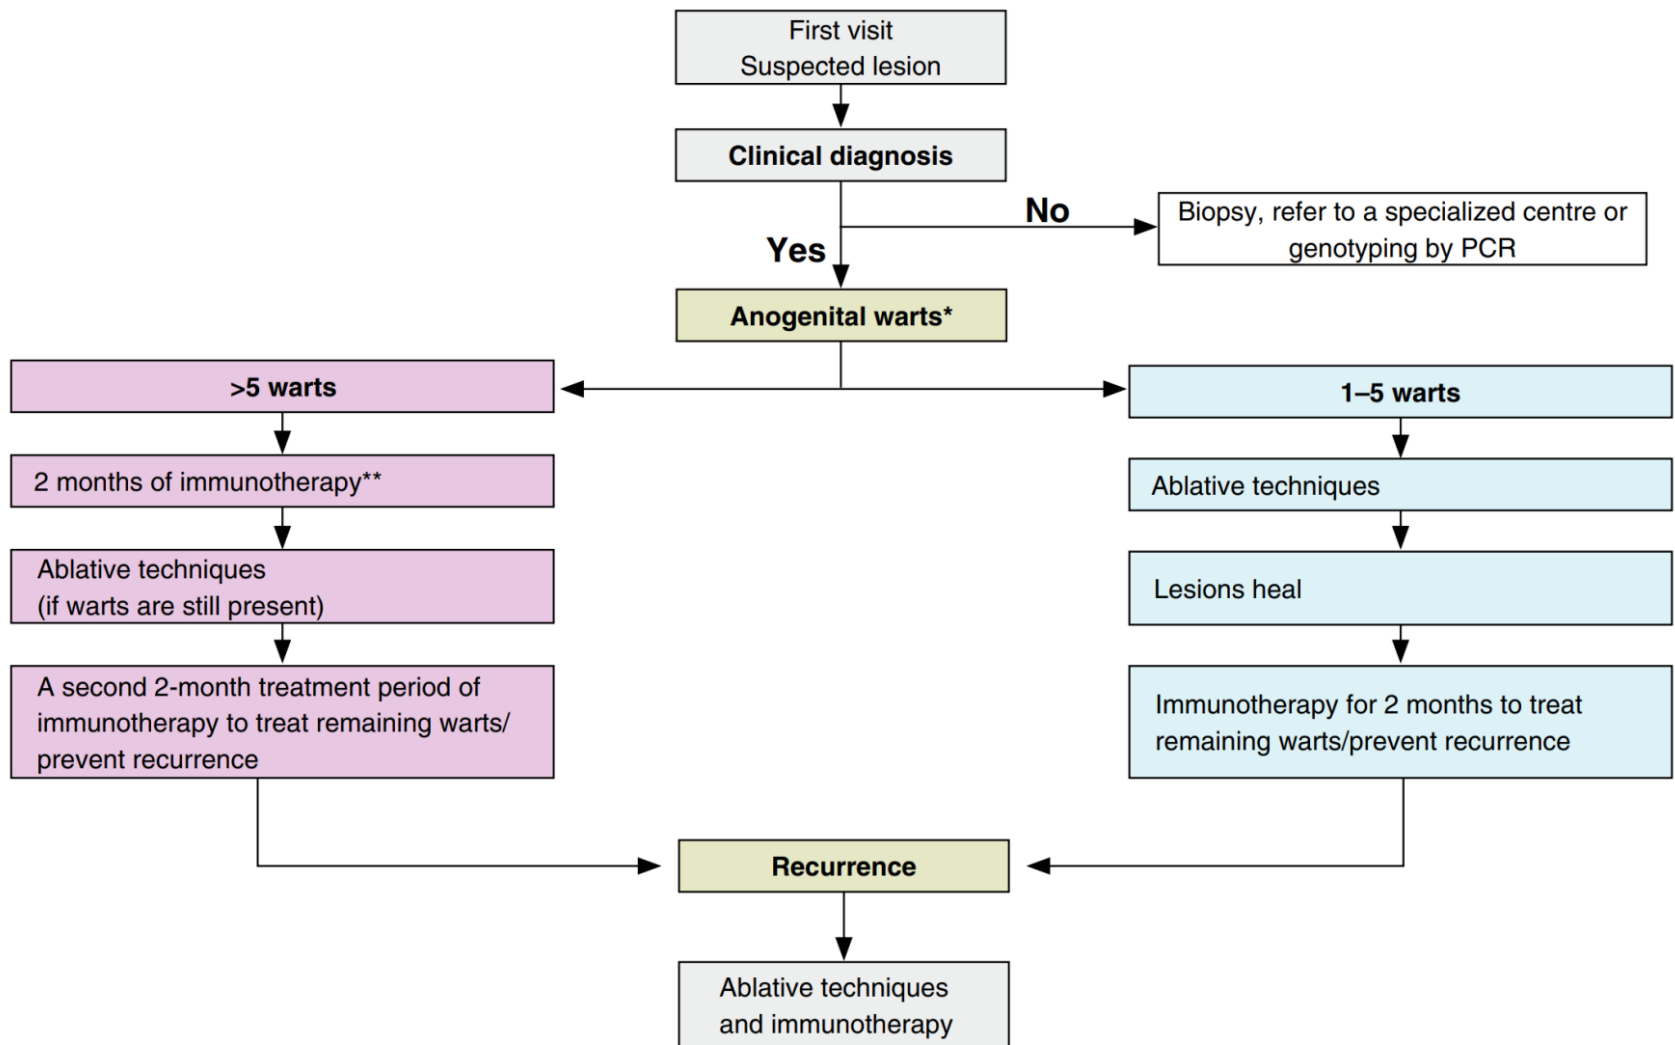 First visit
Suspected lesion
Clinical diagnosis
No
Biopsy, refer to a specialized centre or
genotyping by PCR
Yes
Anogenital warts*
>5 warts
2 months of immunotherapy**
Ablative techniques
(if warts are still present)
A second 2-month treatment period of
immunotherapy to treat remaining warts/
prevent recurrence
1–5 warts
Ablative techniques
Lesions heal
Immunotherapy for 2 months to treat
remaining warts/prevent recurrence
Recurrence
Ablative techniques
and immunotherapy